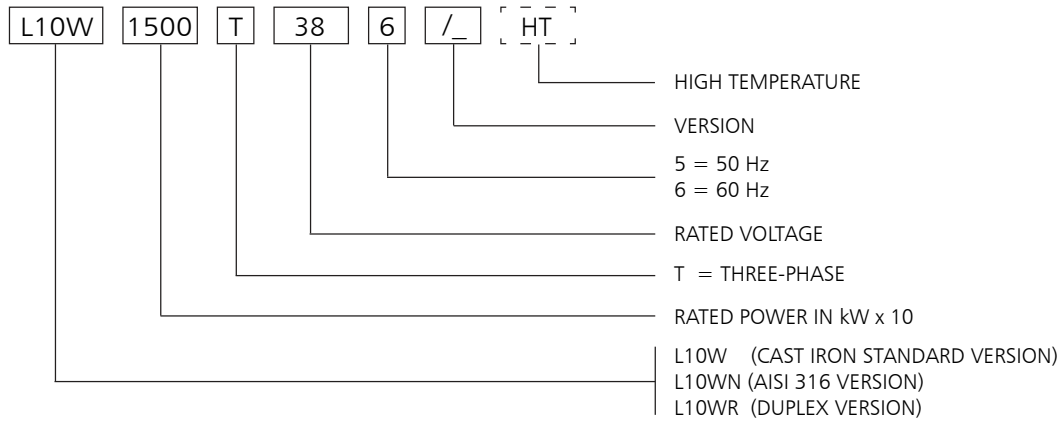 L10W 1500 T 38 6 /_ HT
HIGH TEMPERATURE
VERSION
5 = 50 Hz
6 = 60 Hz
RATED VOLTAGE
T = THREE-PHASE
RATED POWER IN kW x 10
L10W (CAST IRON STANDARD VERSION)
L10WN (AISI 316 VERSION)
L10WR (DUPLEX VERSION)